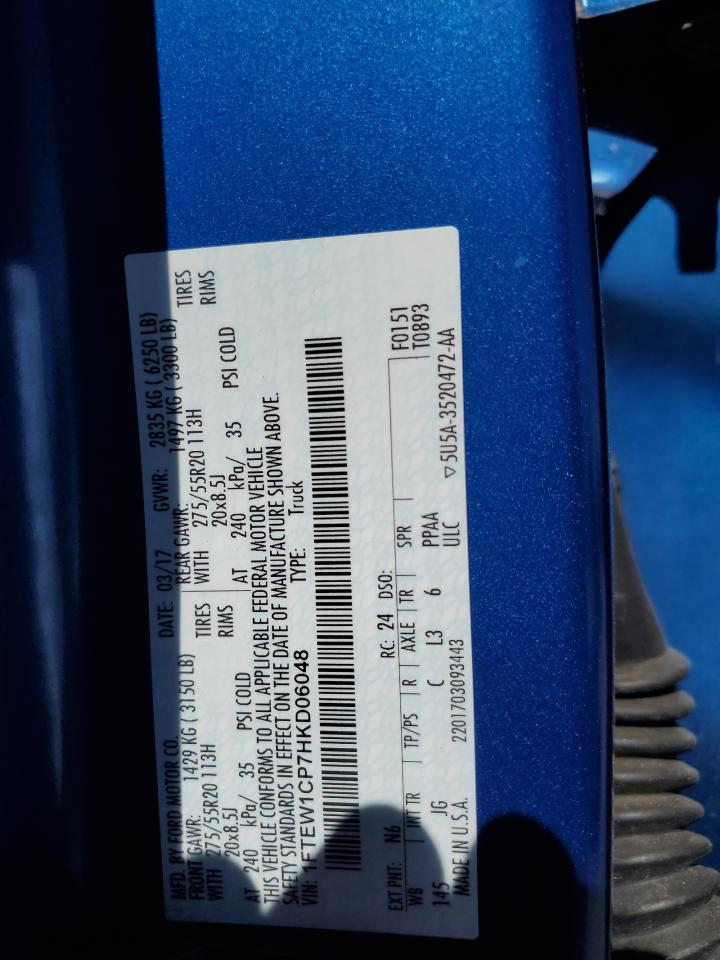 MFD. BY FORD MOTOR CO. DATE: 03/17 GVWR: 2835 KG ( 6250 LB)
FRONT GAWR: 1429 KG ( 3150 LB) REAR GAWR: 1497 KG ( 3300 LB)
WITH 275/55R20 113H TIRES WITH 275/55R20 113H TIRES
20x8.5J RIMS 20x8.5J RIMS
AT 240 kPa/ 35 PSI COLD AT 240 kPa/ 35 PSI COLD
THIS VEHICLE CONFORMS TO ALL APPLICABLE FEDERAL MOTOR VEHICLE
SAFETY STANDARDS IN EFFECT ON THE DATE OF MANUFACTURE SHOWN ABOVE.
VIN: 1FTEW1CP7HKD06048 TYPE: Truck
EXT PNT: N6 RC: 24 DSO: F0151
WB INT TR TP/PS R AXLE TR SPR T0893
145 JG C L3 6 PPAA
ULC
MADE IN U.S.A. 2201703093443 ▽5U5A-3520472-AA